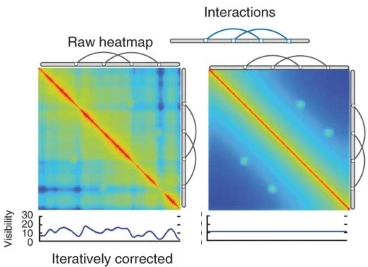 Interactions
Raw heatmap
Visibility
30
20
10
0
Iteratively corrected